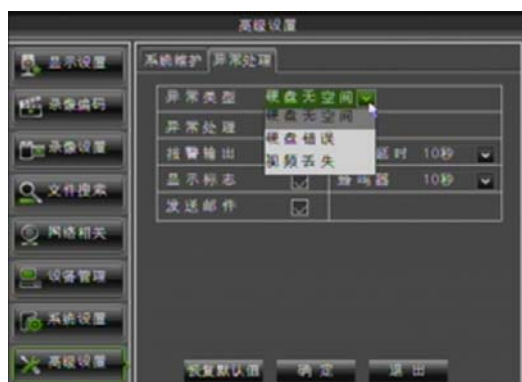 高级设置
显示设置
录像编码
录像设置
文件搜索
网络相关
设备管理
系统设置
高级设置
系统维护 异常处理
异常类型 硬盘无空间
硬盘无空间
硬盘错误
视频丢失
异常处理
报警输出 延时 10秒
显示标志 蜂鸣器 10秒
发送邮件
恢复默认值 确定 退出